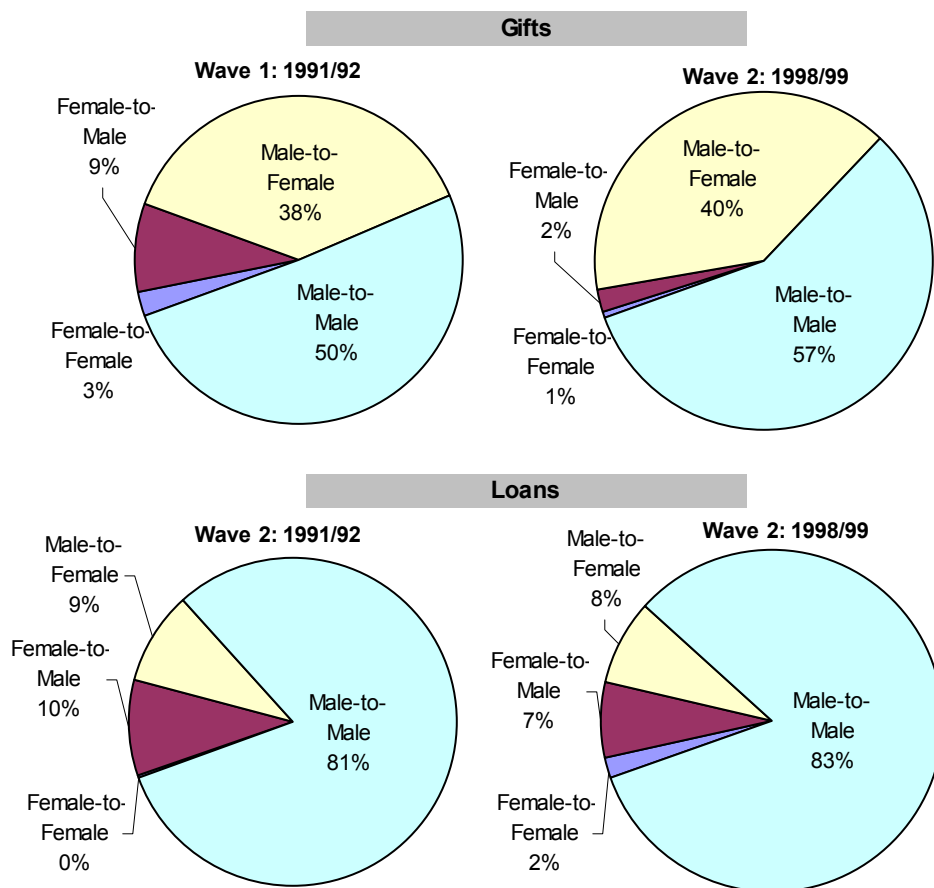 Gifts
Wave 1: 1991/92
Female-to-
Male
9%
Male-to-
Female
38%
Male-to-
Male
50%
Female-to-
Female
3%
Wave 2: 1998/99
Male-to-
Female
40%
Female-to-
Male
2%
Male-to-
Male
57%
Female-to-
Female
1%
Loans
Wave 2: 1991/92
Male-to-
Female
9%
Female-to-
Male
10%
Male-to-
Male
81%
Female-to-
Female
0%
Wave 2: 1998/99
Male-to-
Female
8%
Female-to-
Male
7%
Male-to-
Male
83%
Female-to-
Female
2%